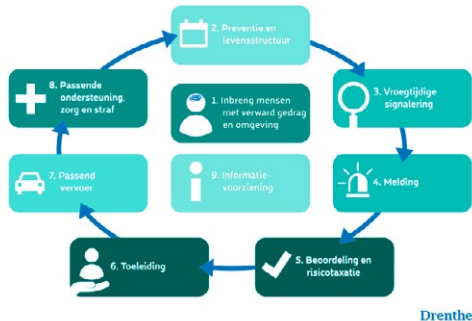 2. Preventie en
levensstructuur
8. Passende
ondersteuning,
zorg en straf
1. Inbreng mensen
met verward gedrag
en omgeving
3. Vroegtijdige
signalering
7. Passend
vervoer
9. Informatie-
voorziening
4. Melding
6. Toeleiding
5. Beoordeling en
risicotaxatie
Drenthe